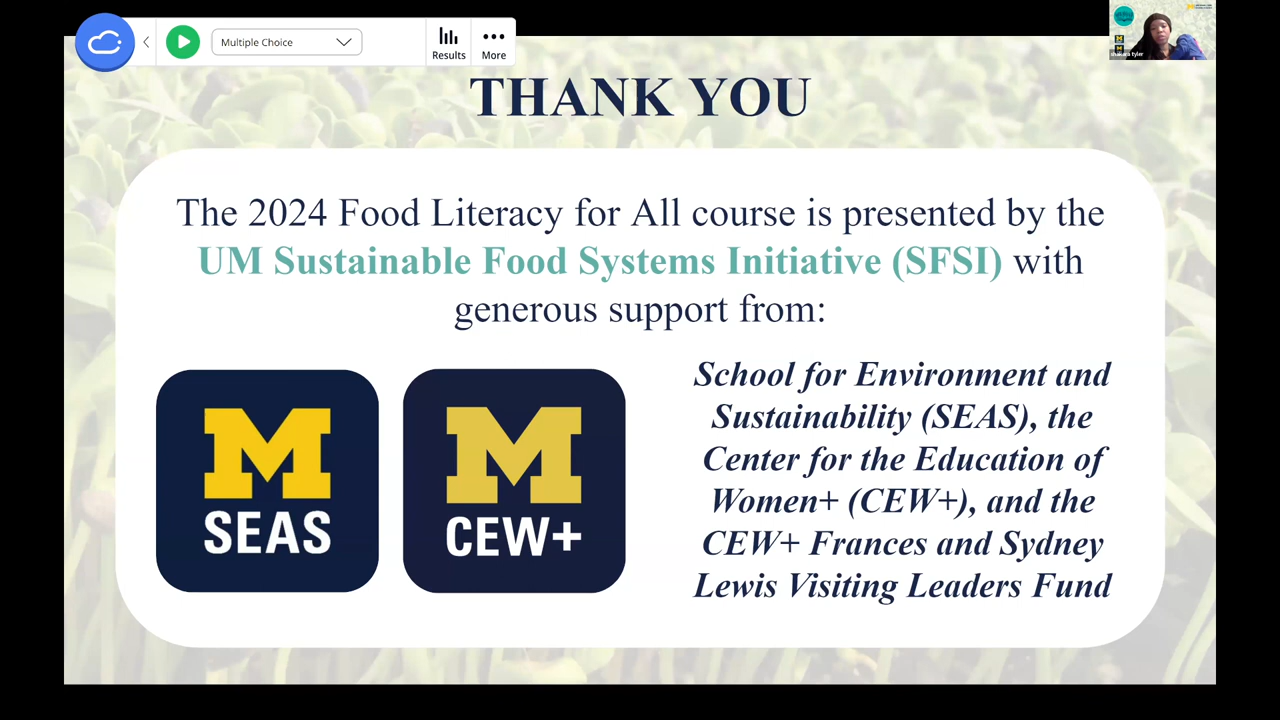 Multiple Choice
Results
More
shakara tyler
THANK YOU
The 2024 Food Literacy for All course is presented by the
UM Sustainable Food Systems Initiative (SFSI) with
generous support from:
M
SEAS
M
CEW+
School for Environment and
Sustainability (SEAS), the
Center for the Education of
Women+ (CEW+), and the
CEW+ Frances and Sydney
Lewis Visiting Leaders Fund